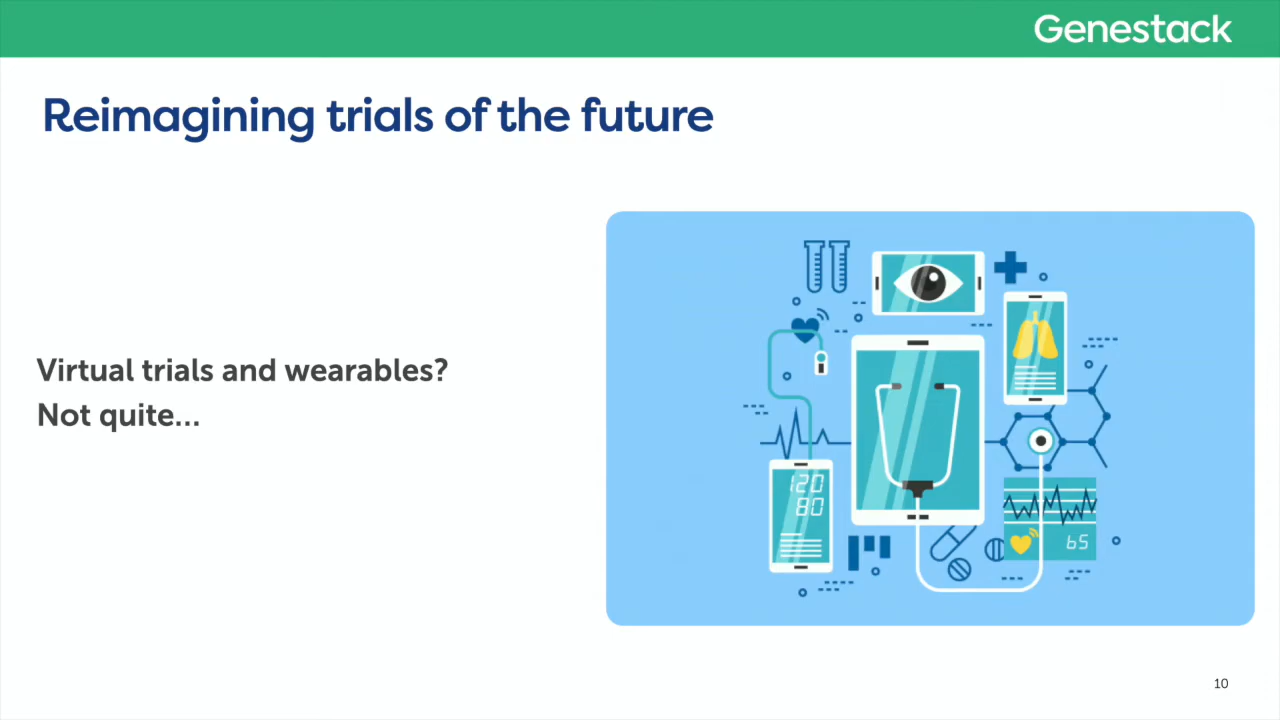 Genestack
Reimagining trials of the future
Virtual trials and wearables?
Not quite...
120
80
65
10